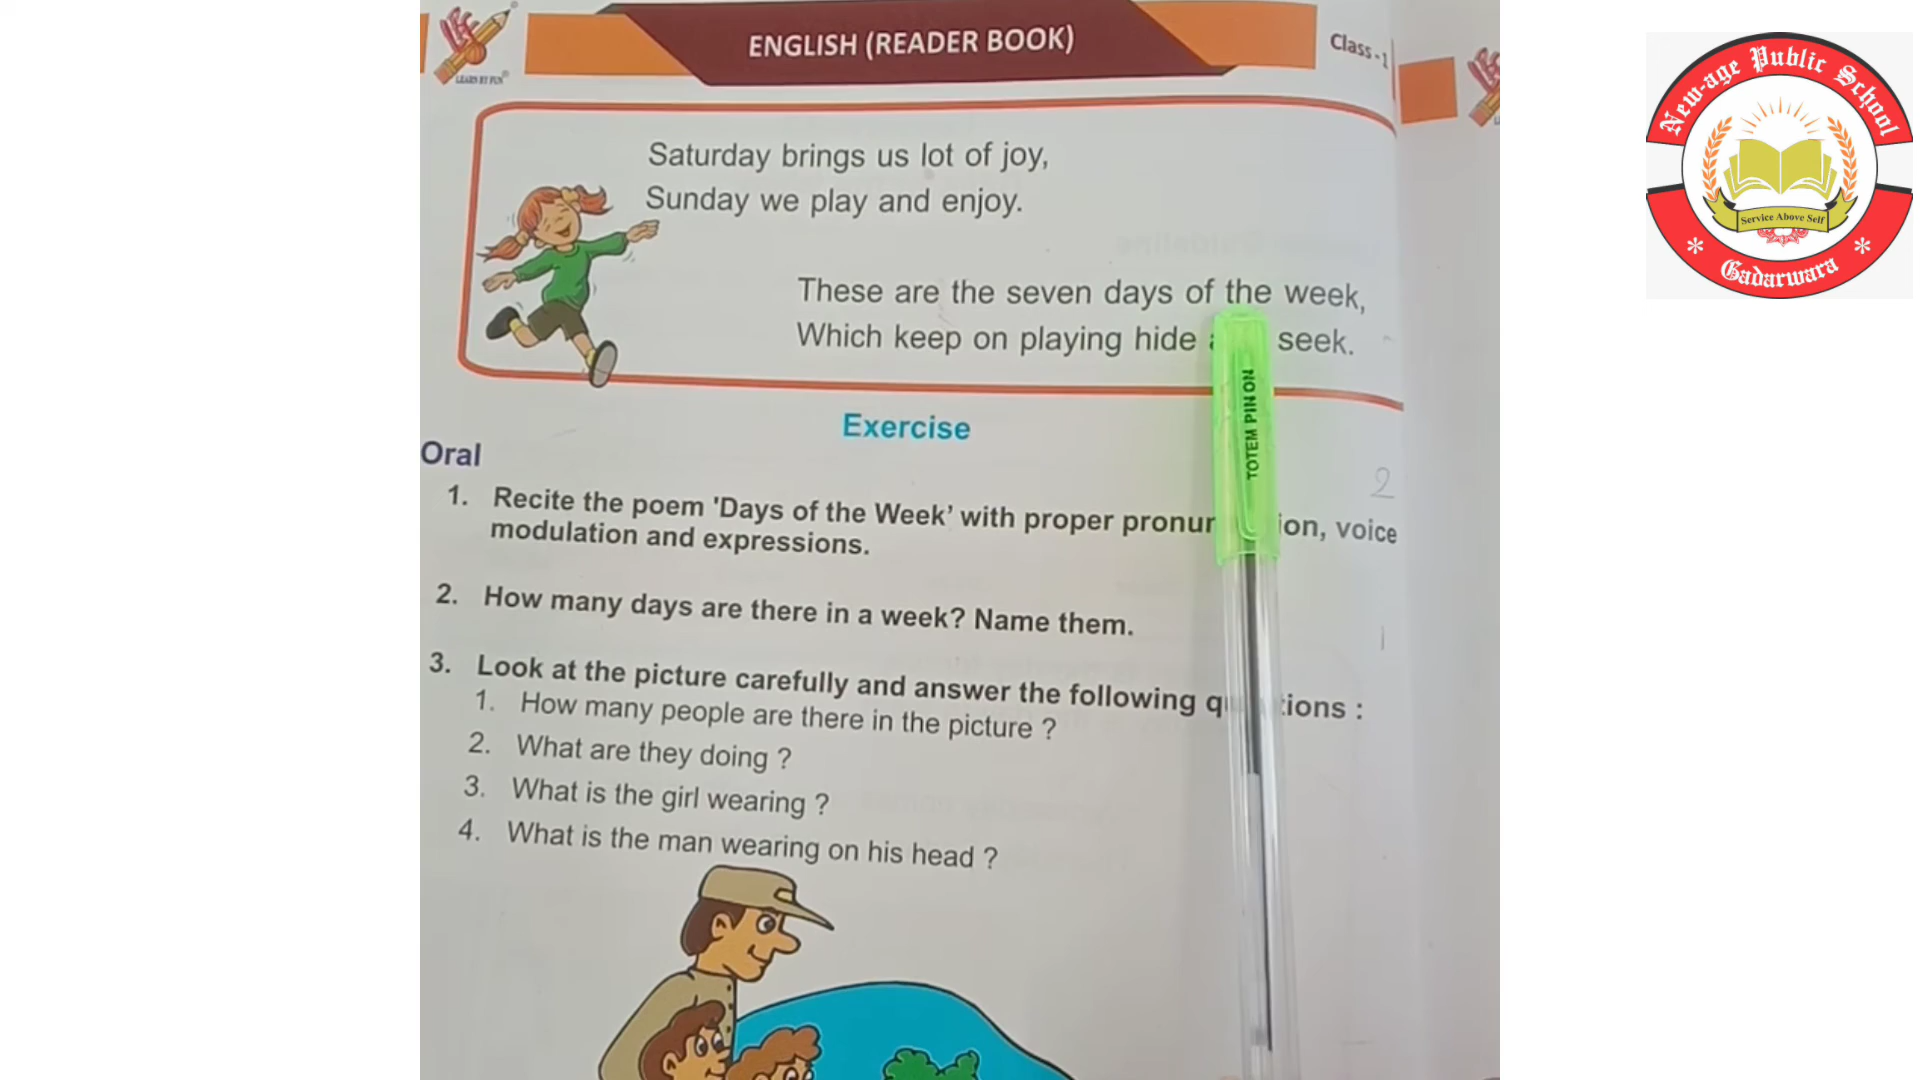 ENGLISH (READER BOOK)
Class-1
LEARN BY FUN
Saturday brings us lot of joy,
Sunday we play and enjoy.
These are the seven days of the week,
Which keep on playing hide seek.
TOTEM PIN ON
Exercise
Oral
2
1. Recite the poem 'Days of the Week' with proper pronun ion, voice
modulation and expressions.
2. How many days are there in a week? Name them.
3. Look at the picture carefully and answer the following q tions :
1. How many people are there in the picture ?
2. What are they doing ?
3. What is the girl wearing ?
4. What is the man wearing on his head ?
New-age Public School
Service Above Self
* Gadarwara *